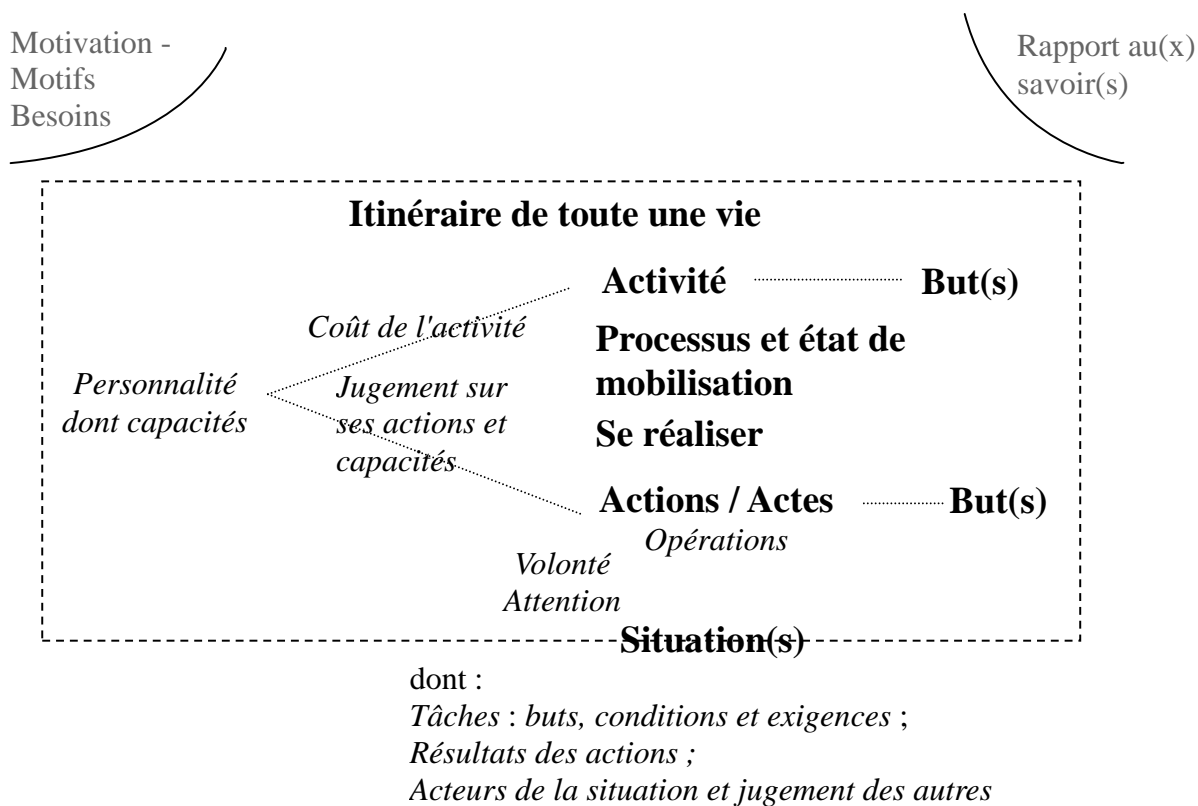 Motivation -
Motifs
Besoins
Rapport au(x)
savoir(s)
Itinéraire de toute une vie
Activité
But(s)
Coût de l'activité
Processus et état de
mobilisation
Personnalité
dont capacités
Jugement sur
ses actions et
capacités
Se réaliser
Actions / Actes
But(s)
Opérations
Volonté
Attention
Situation(s)
dont :
Tâches : buts, conditions et exigences ;
Résultats des actions ;
Acteurs de la situation et jugement des autres